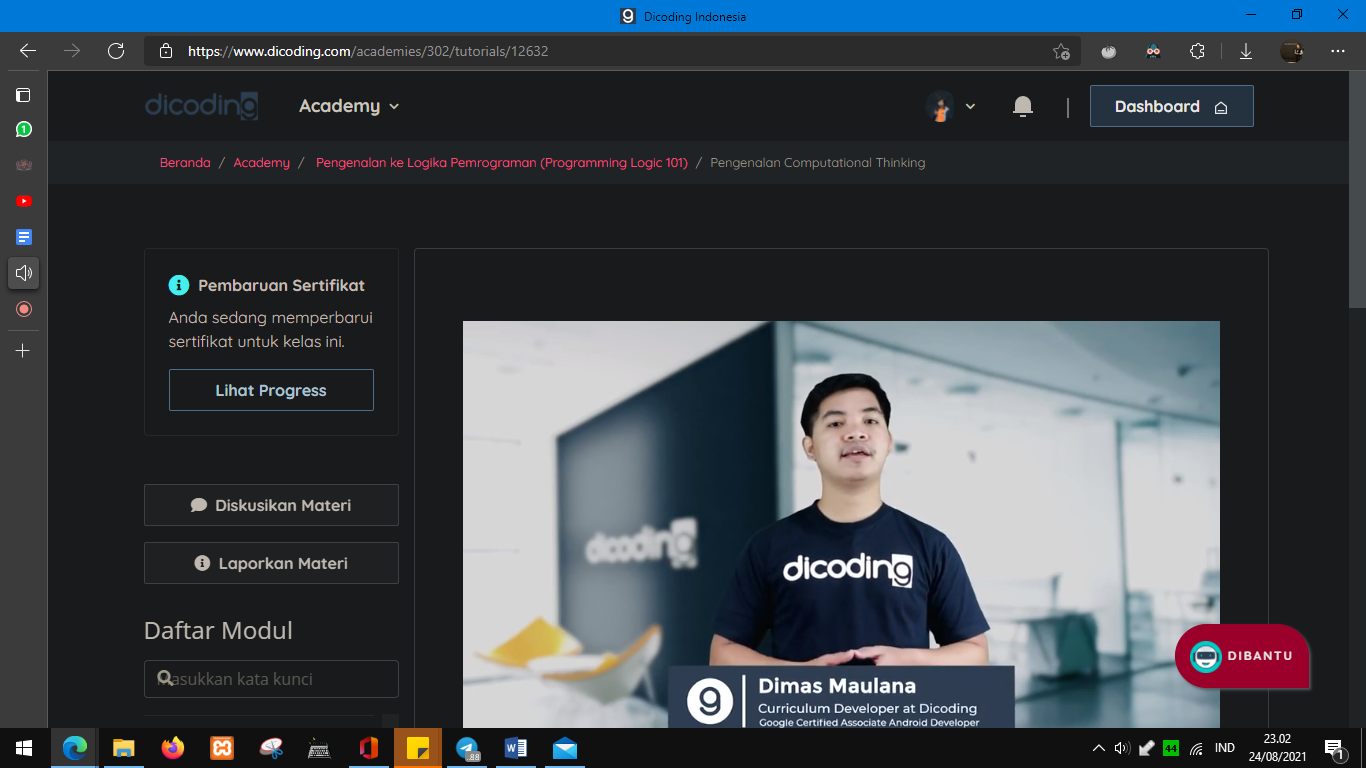 Dicoding Indonesia
https://www.dicoding.com/academies/302/tutorials/12632
1
dicoding
Academy
Dashboard
Beranda / Academy / Pengenalan ke Logika Pemrograman (Programming Logic 101) / Pengenalan Computational Thinking
Pembaruan Sertifikat
Anda sedang memperbarui
sertifikat untuk kelas ini.
Lihat Progress
Diskusikan Materi
Laporkan Materi
Daftar Modul
Masukkan kata kunci
dicoding
dicoding
Dimas Maulana
Curriculum Developer at Dicoding
Google Certified Associate Android Developer
DIBANTU
88
44
IND
23.02
24/08/2021
1